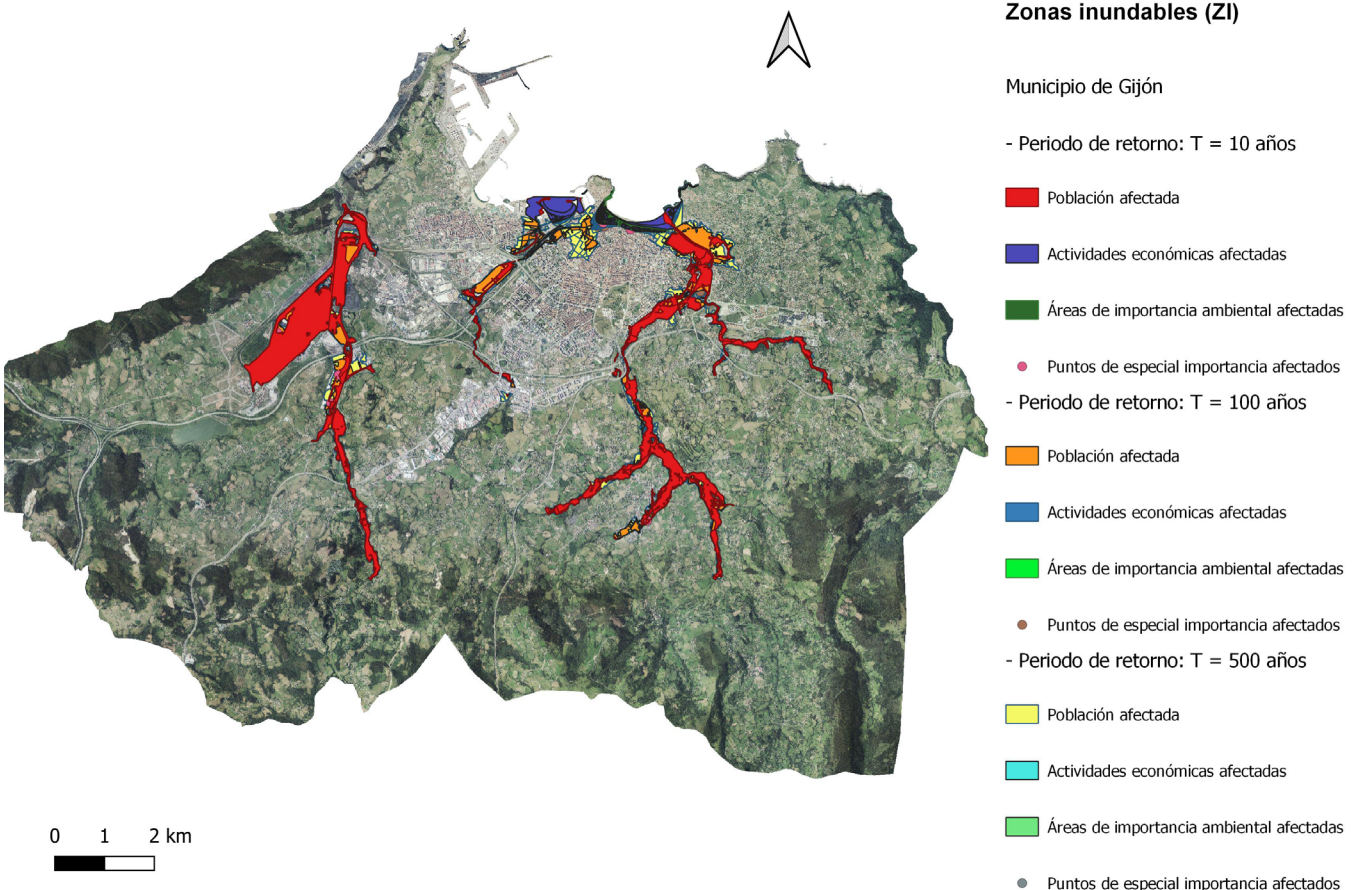 Zonas inundables (ZI)
Municipio de Gijón
- Periodo de retorno: T = 10 años
Población afectada
Actividades económicas afectadas
Áreas de importancia ambiental afectadas
Puntos de especial importancia afectados
- Periodo de retorno: T = 100 años
Población afectada
Actividades económicas afectadas
Áreas de importancia ambiental afectadas
Puntos de especial importancia afectados
- Periodo de retorno: T = 500 años
Población afectada
Actividades económicas afectadas
Áreas de importancia ambiental afectadas
Puntos de especial importancia afectados
0 1 2 km